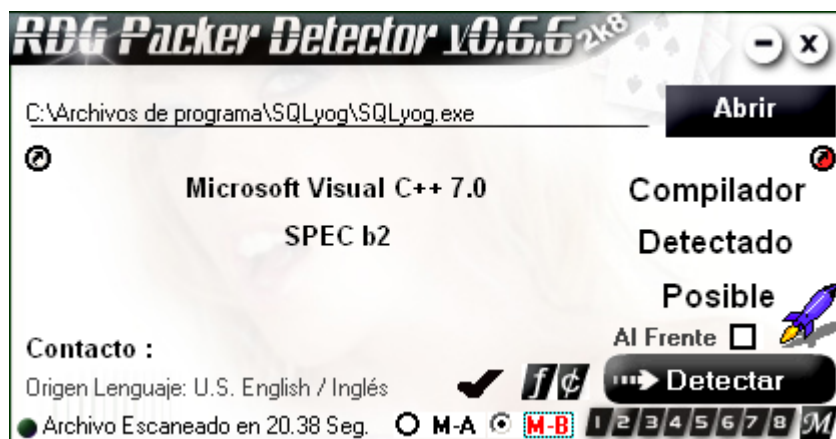 RDG Packer Detector v0.6.6 2k8
C:\Archivos de programa\SQLyog\SQLyog.exe
Abrir
Microsoft Visual C++ 7.0
Compilador
SPEC b2
Detectado
Posible
Al Frente
Contacto :
Origen Lenguaje: U.S. English / Inglés
ƒ ¢
Detectar
Archivo Escaneado en 20.38 Seg.
M-A
M-B
1 2 3 4 5 6 7 8 M